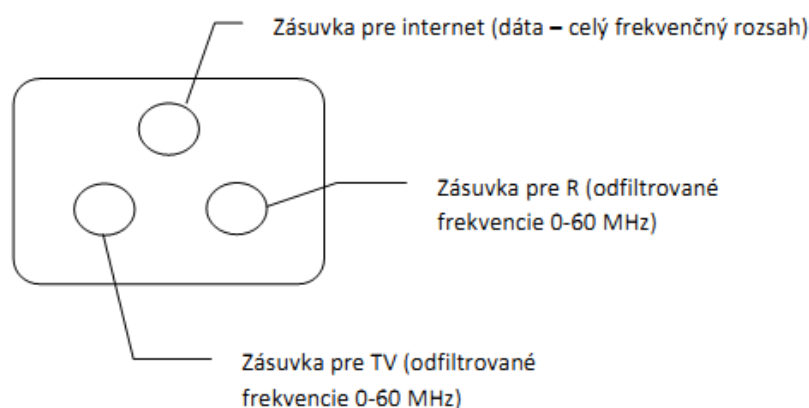 Zásuvka pre internet (dáta – celý frekvenčný rozsah)
Zásuvka pre R (odfiltrované
frekvencie 0-60 MHz)
Zásuvka pre TV (odfiltrované
frekvencie 0-60 MHz)